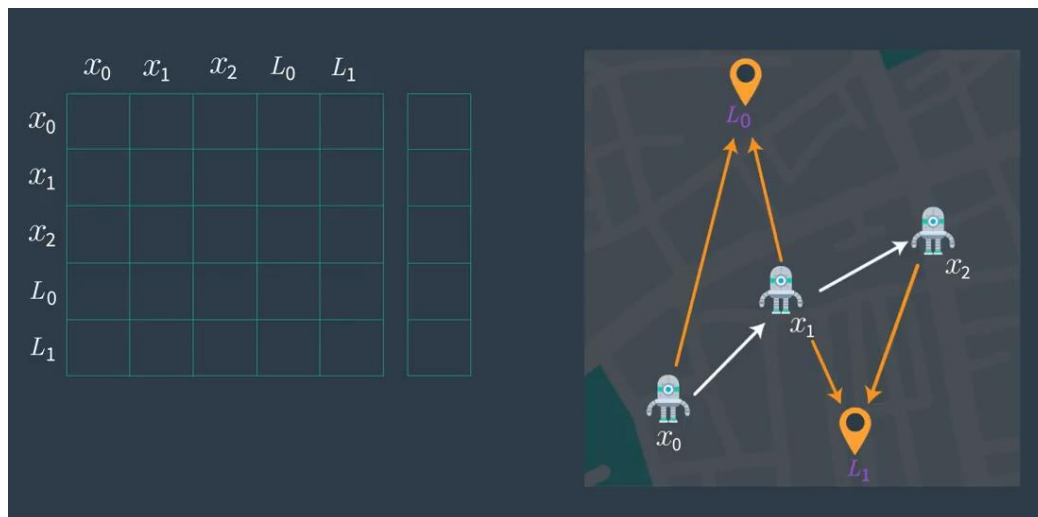 x₀ x₁ x₂ L₀ L₁
x₀
x₁
x₂
L₀
L₁
L₀
x₂
x₁
x₀
L₁